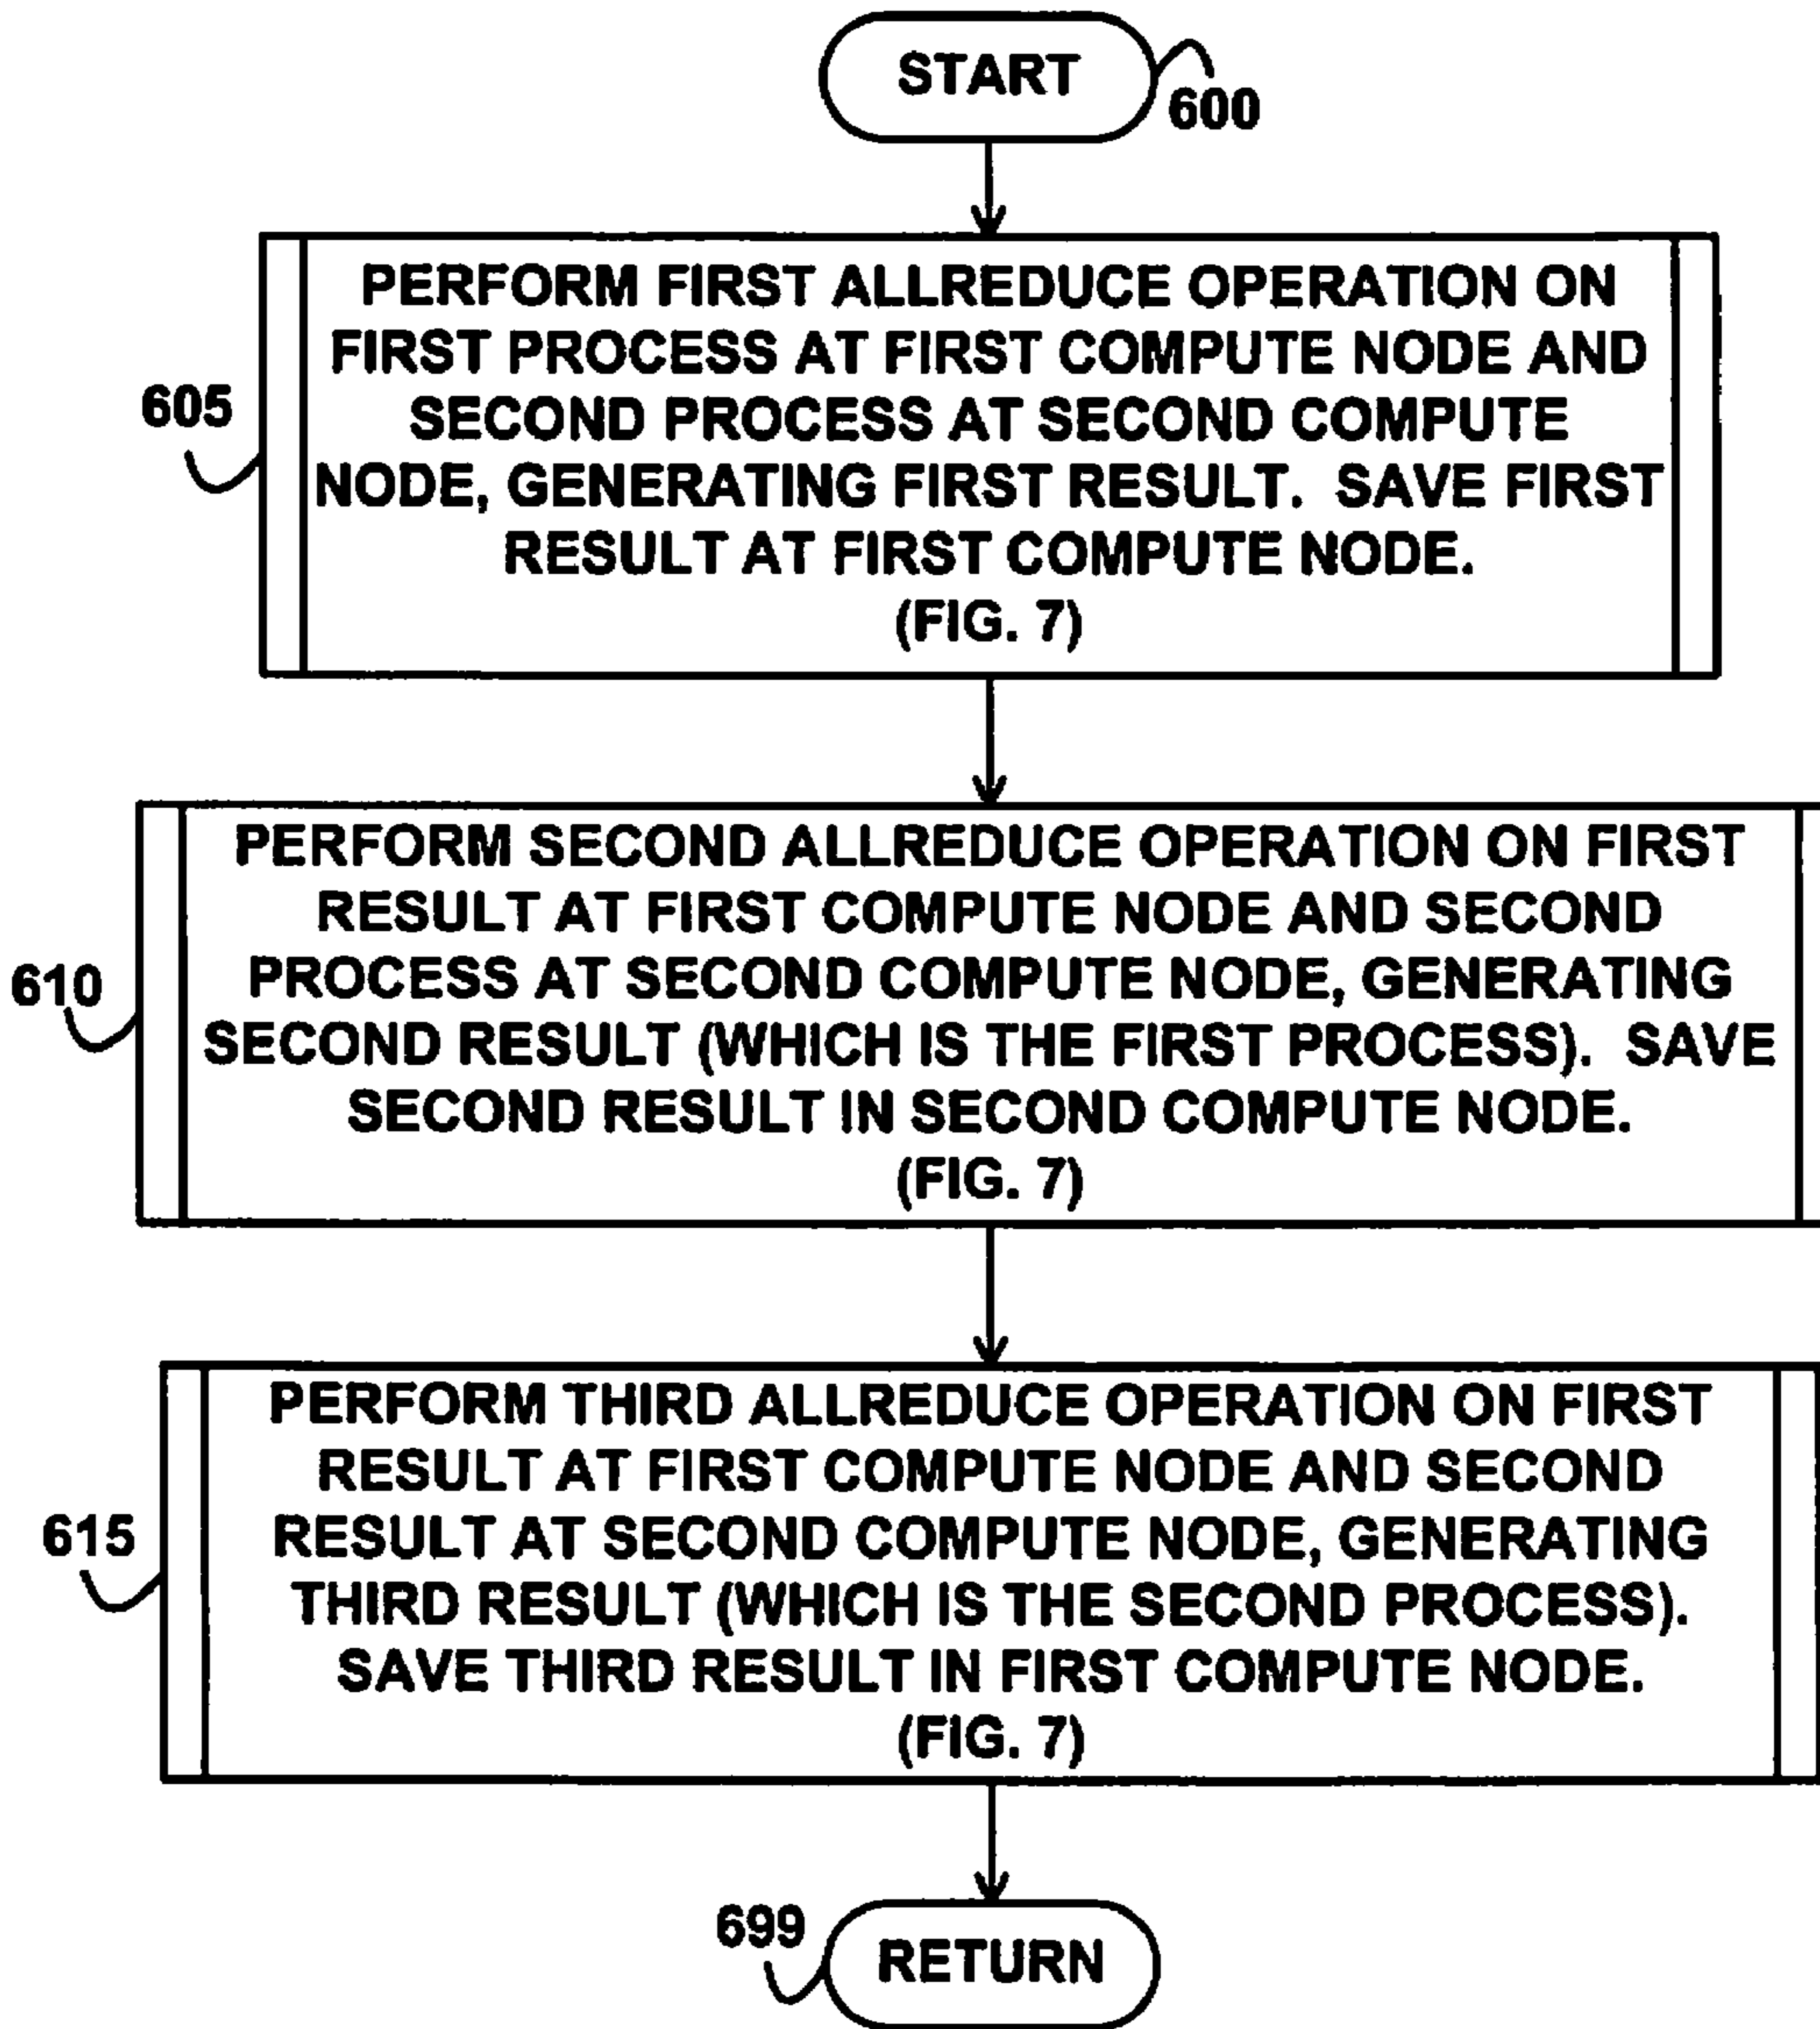 START
600
PERFORM FIRST ALLREDUCE OPERATION ON
FIRST PROCESS AT FIRST COMPUTE NODE AND
SECOND PROCESS AT SECOND COMPUTE
NODE, GENERATING FIRST RESULT. SAVE FIRST
RESULT AT FIRST COMPUTE NODE.
(FIG. 7)
605
PERFORM SECOND ALLREDUCE OPERATION ON FIRST
RESULT AT FIRST COMPUTE NODE AND SECOND
PROCESS AT SECOND COMPUTE NODE, GENERATING
SECOND RESULT (WHICH IS THE FIRST PROCESS). SAVE
SECOND RESULT IN SECOND COMPUTE NODE.
(FIG. 7)
610
PERFORM THIRD ALLREDUCE OPERATION ON FIRST
RESULT AT FIRST COMPUTE NODE AND SECOND
RESULT AT SECOND COMPUTE NODE, GENERATING
THIRD RESULT (WHICH IS THE SECOND PROCESS).
SAVE THIRD RESULT IN FIRST COMPUTE NODE.
(FIG. 7)
615
699
RETURN